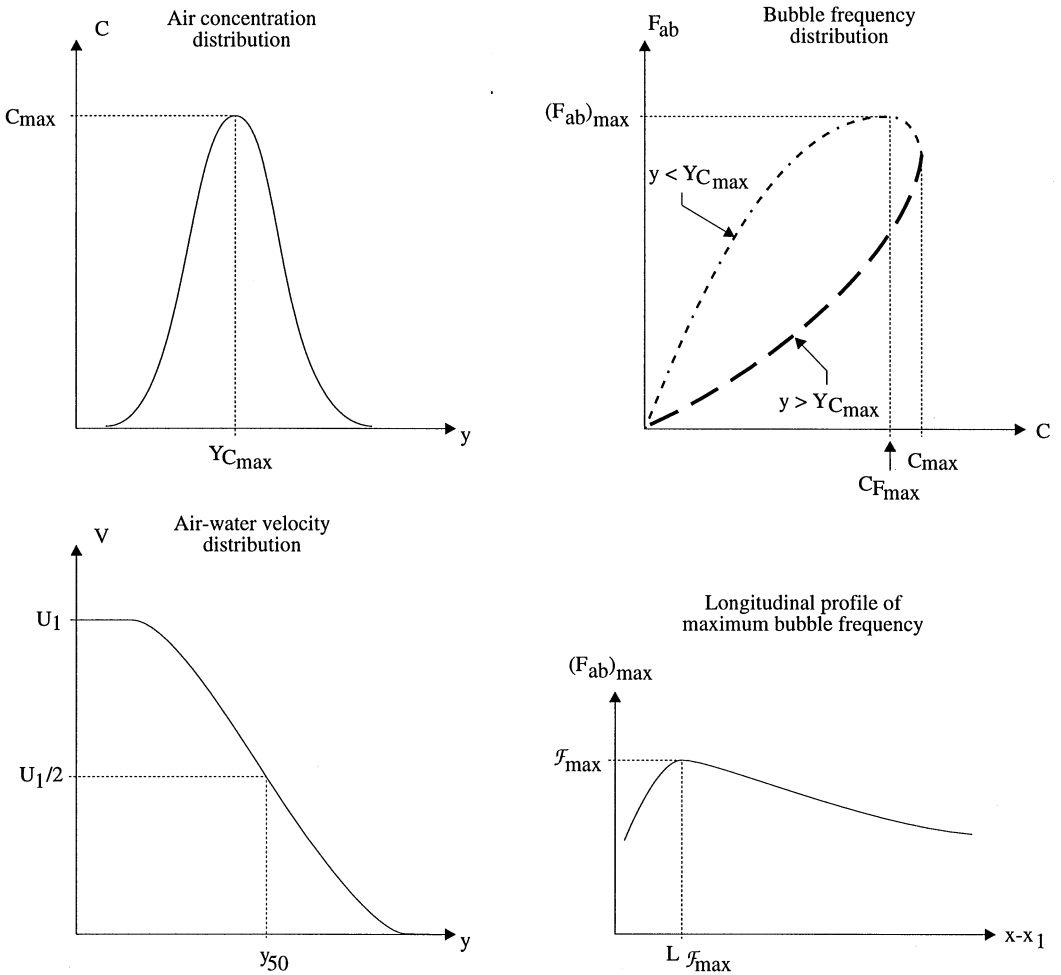 Air concentration
distribution
C
Cmax
y
YCmax
Bubble frequency
distribution
Fab
(Fab)max
y < YCmax
y > YCmax
C
Cmax
CFmax
Air-water velocity
distribution
V
U1
U1/2
y
y50
Longitudinal profile of
maximum bubble frequency
(Fab)max
ℱmax
x-x1
L ℱmax